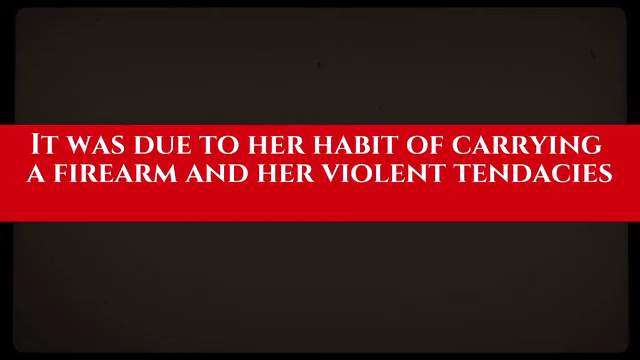 It was due to her habit of carrying
a firearm and her violent tendacies